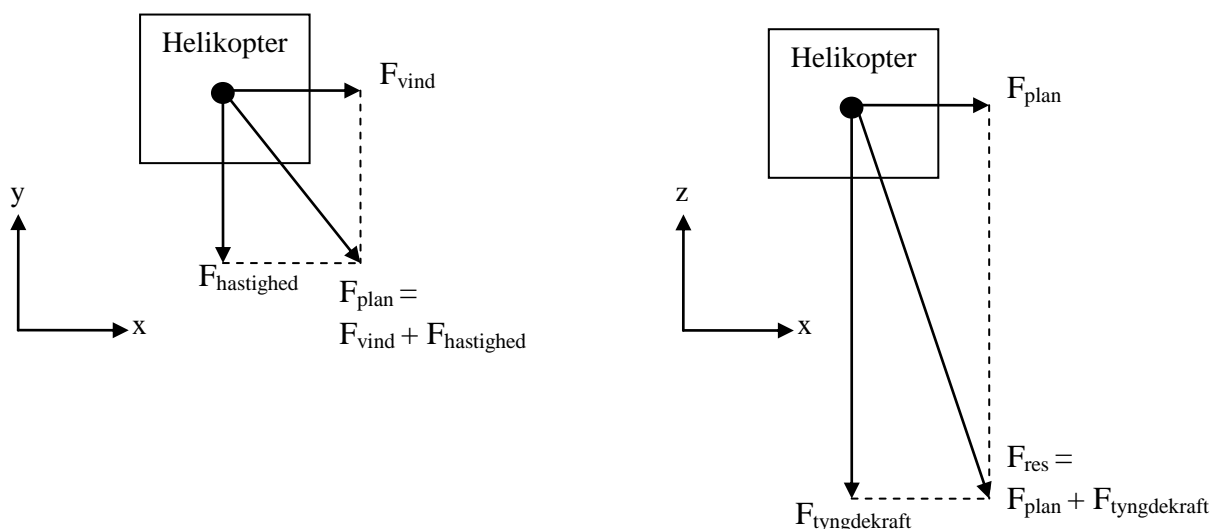 Helikopter
F_vind
y
F_hastighed
F_plan =
F_vind + F_hastighed
x
Helikopter
F_plan
z
x
F_res =
F_plan + F_tyngdekraft
F_tyngdekraft